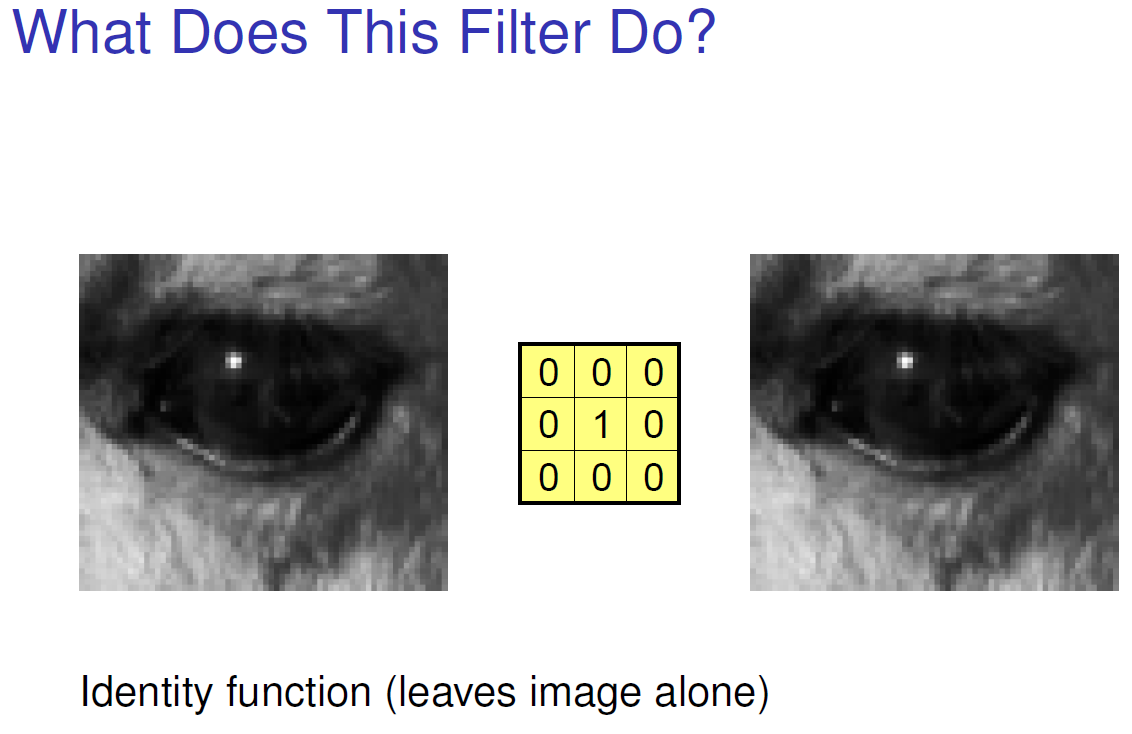 What Does This Filter Do?
0 0 0
0 1 0
0 0 0
Identity function (leaves image alone)